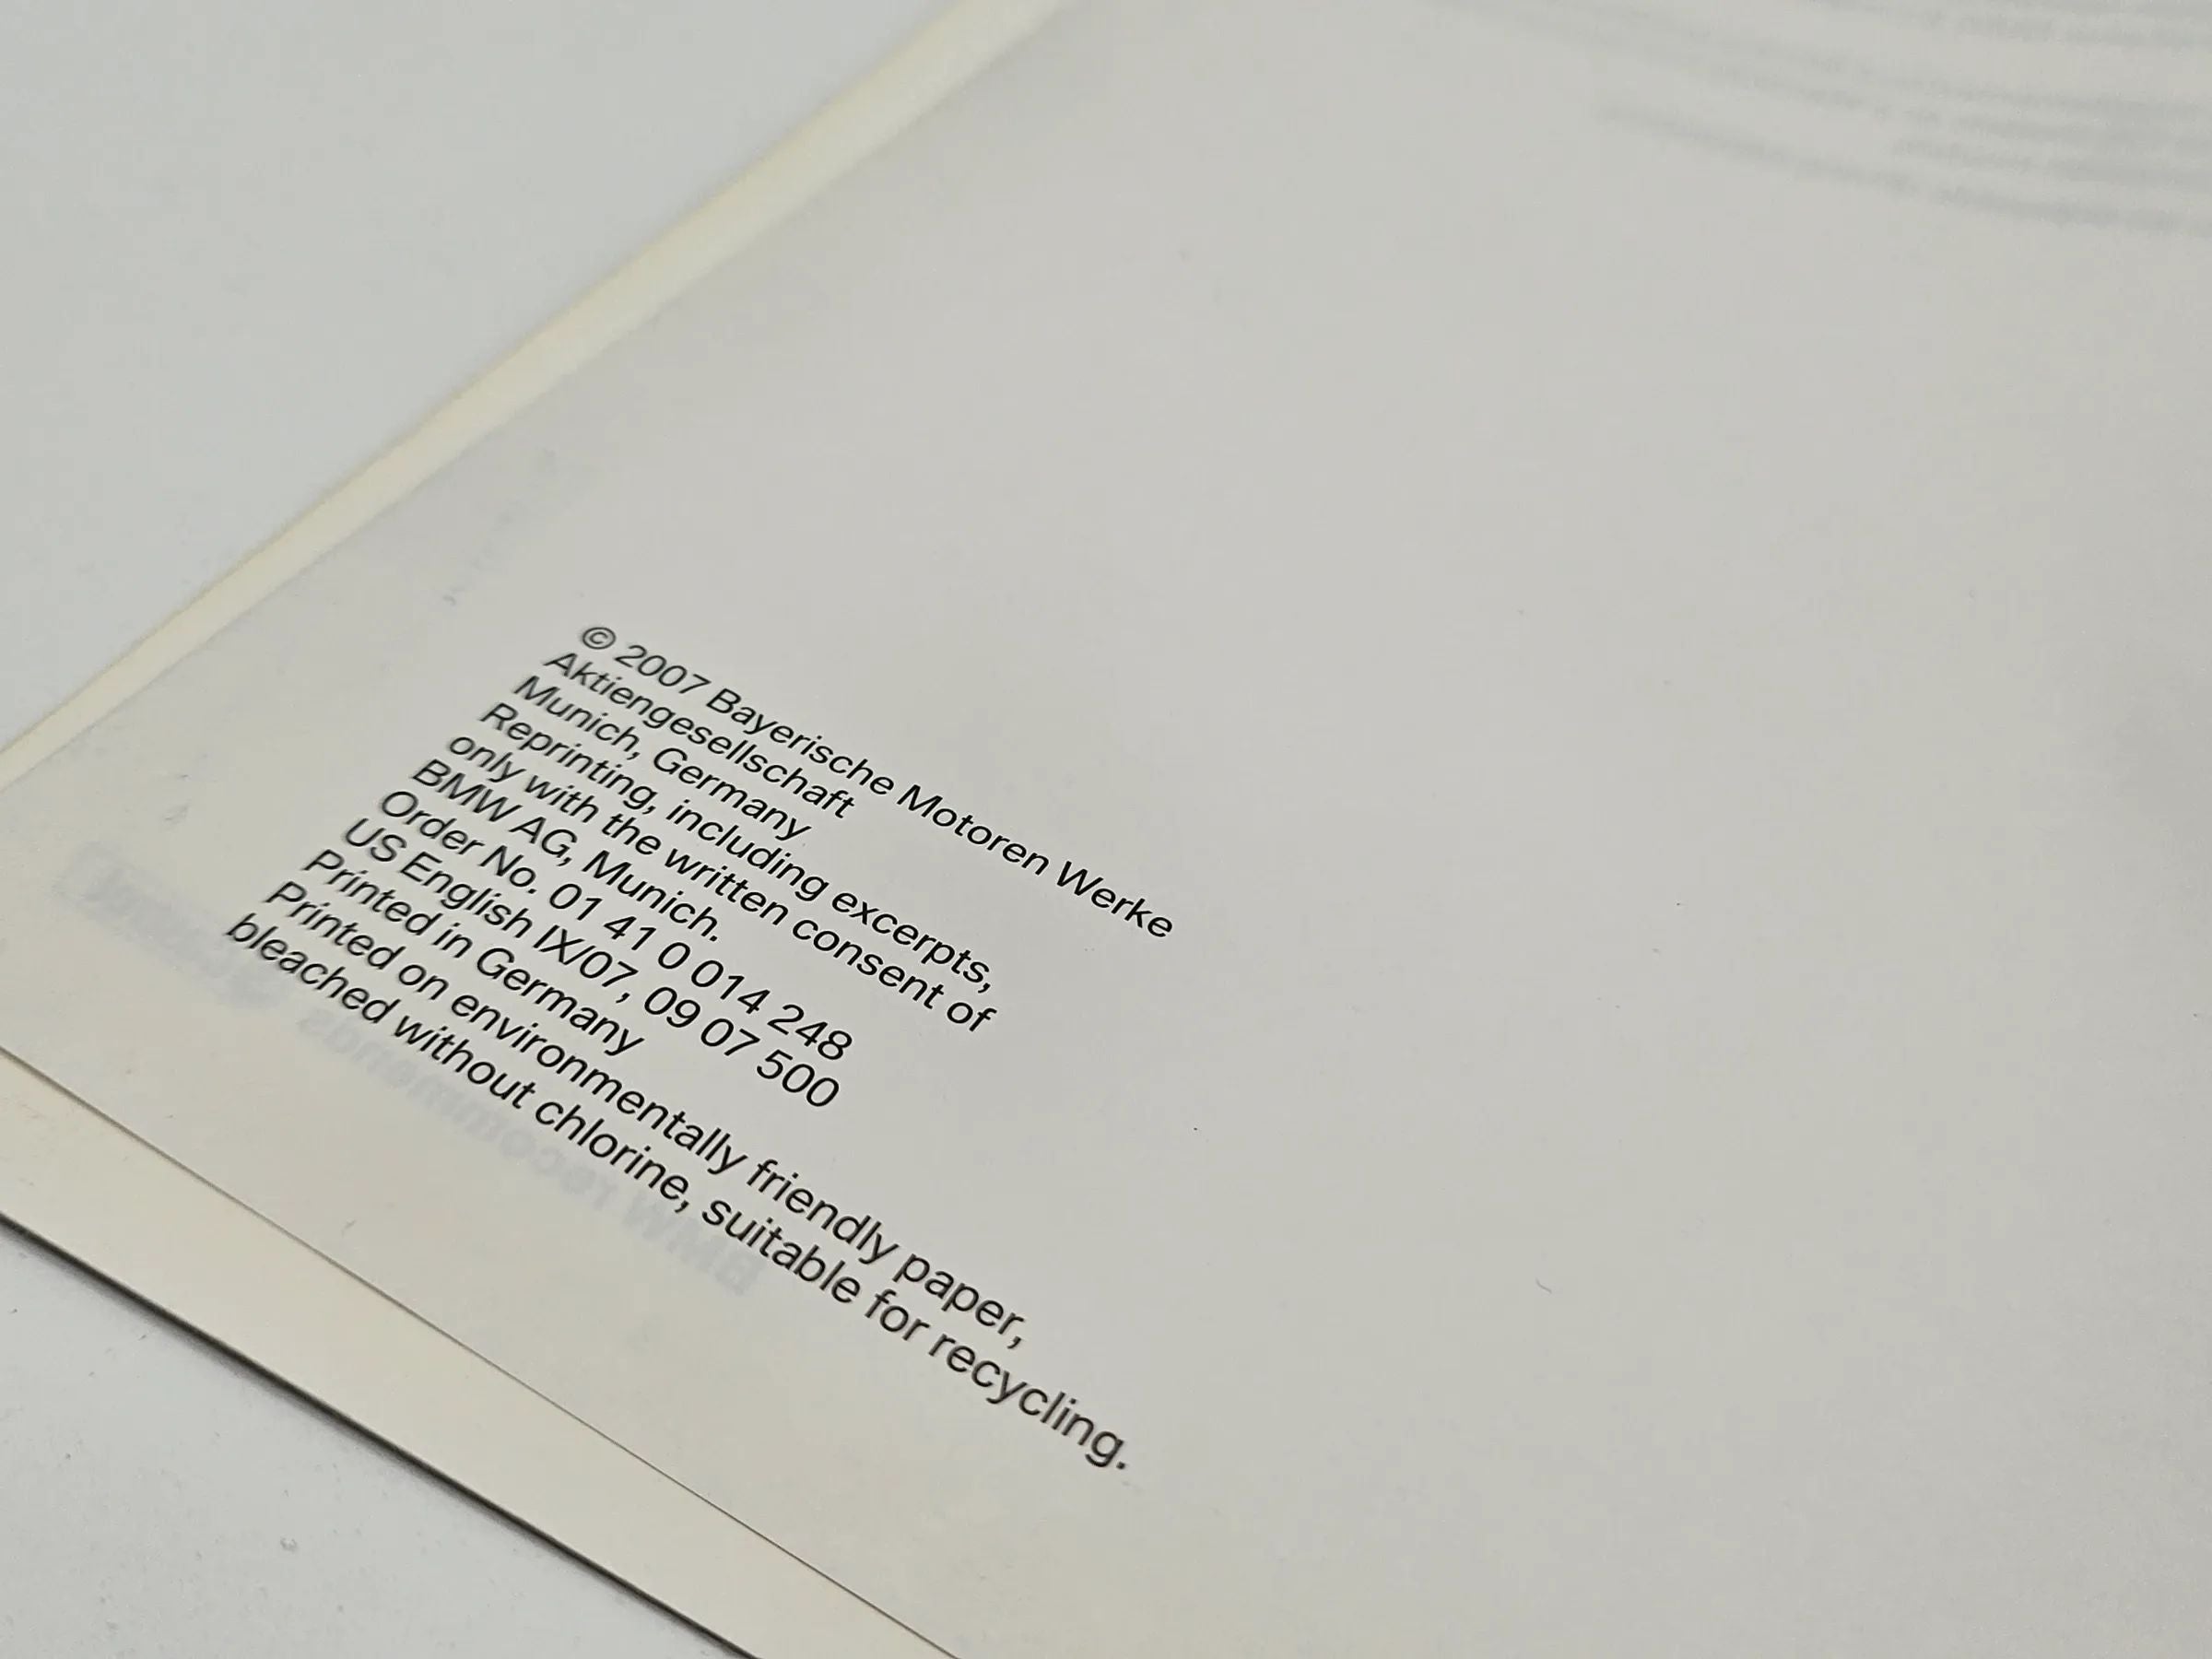 © 2007 Bayerische Motoren Werke
Aktiengesellschaft
Munich, Germany
Reprinting, including excerpts,
only with the written consent of
BMW AG, Munich.
Order No. 01 41 0 014 248
US English IX/07, 09 07 500
Printed in Germany
Printed on environmentally friendly paper,
bleached without chlorine, suitable for recycling.
BMW recommends